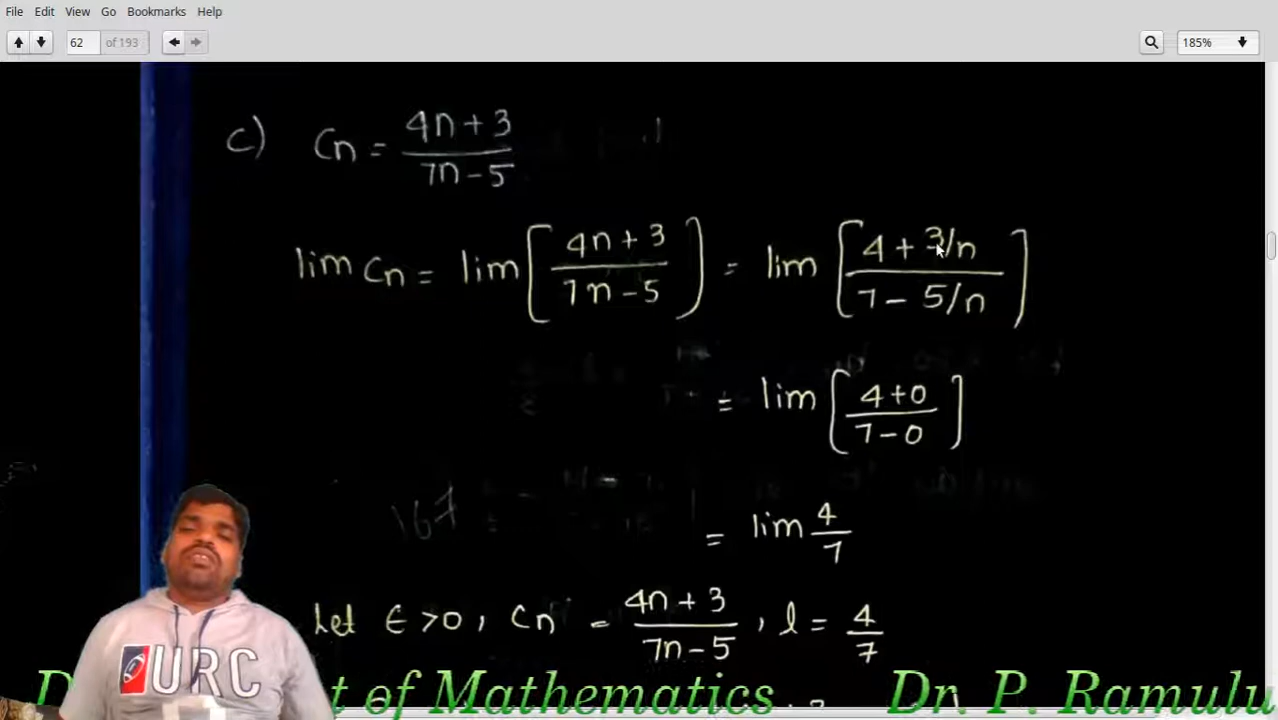 File Edit View Go Bookmarks Help
62 of 193 185%
c) Cn = (4n+3)/(7n-5)
lim Cn = lim [(4n+3)/(7n-5)] = lim [(4+3/n)/(7-5/n)]
= lim [(4+0)/(7-0)]
= lim 4/7
Let ϵ >0, Cn = (4n+3)/(7n-5), l = 4/7
URC
of Mathematics Dr. P. Ramulu